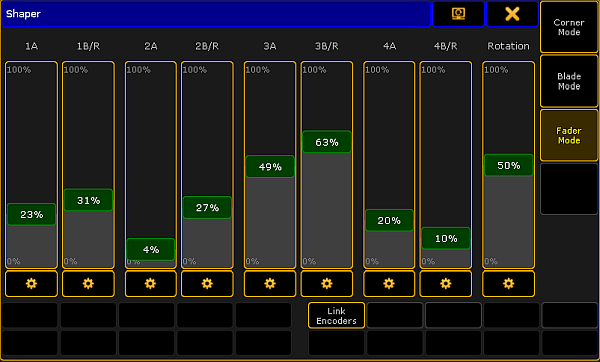 Shaper
Corner
Mode
1A 1B/R 2A 2B/R 3A 3B/R 4A 4B/R Rotation
100% 100% 100% 100% 100% 100% 100% 100% 100%
Blade
Mode
Fader
Mode
63%
49% 50%
31%
27%
23%
20%
10%
4%
0% 0% 0% 0% 0% 0% 0% 0% 0%
Link
Encoders